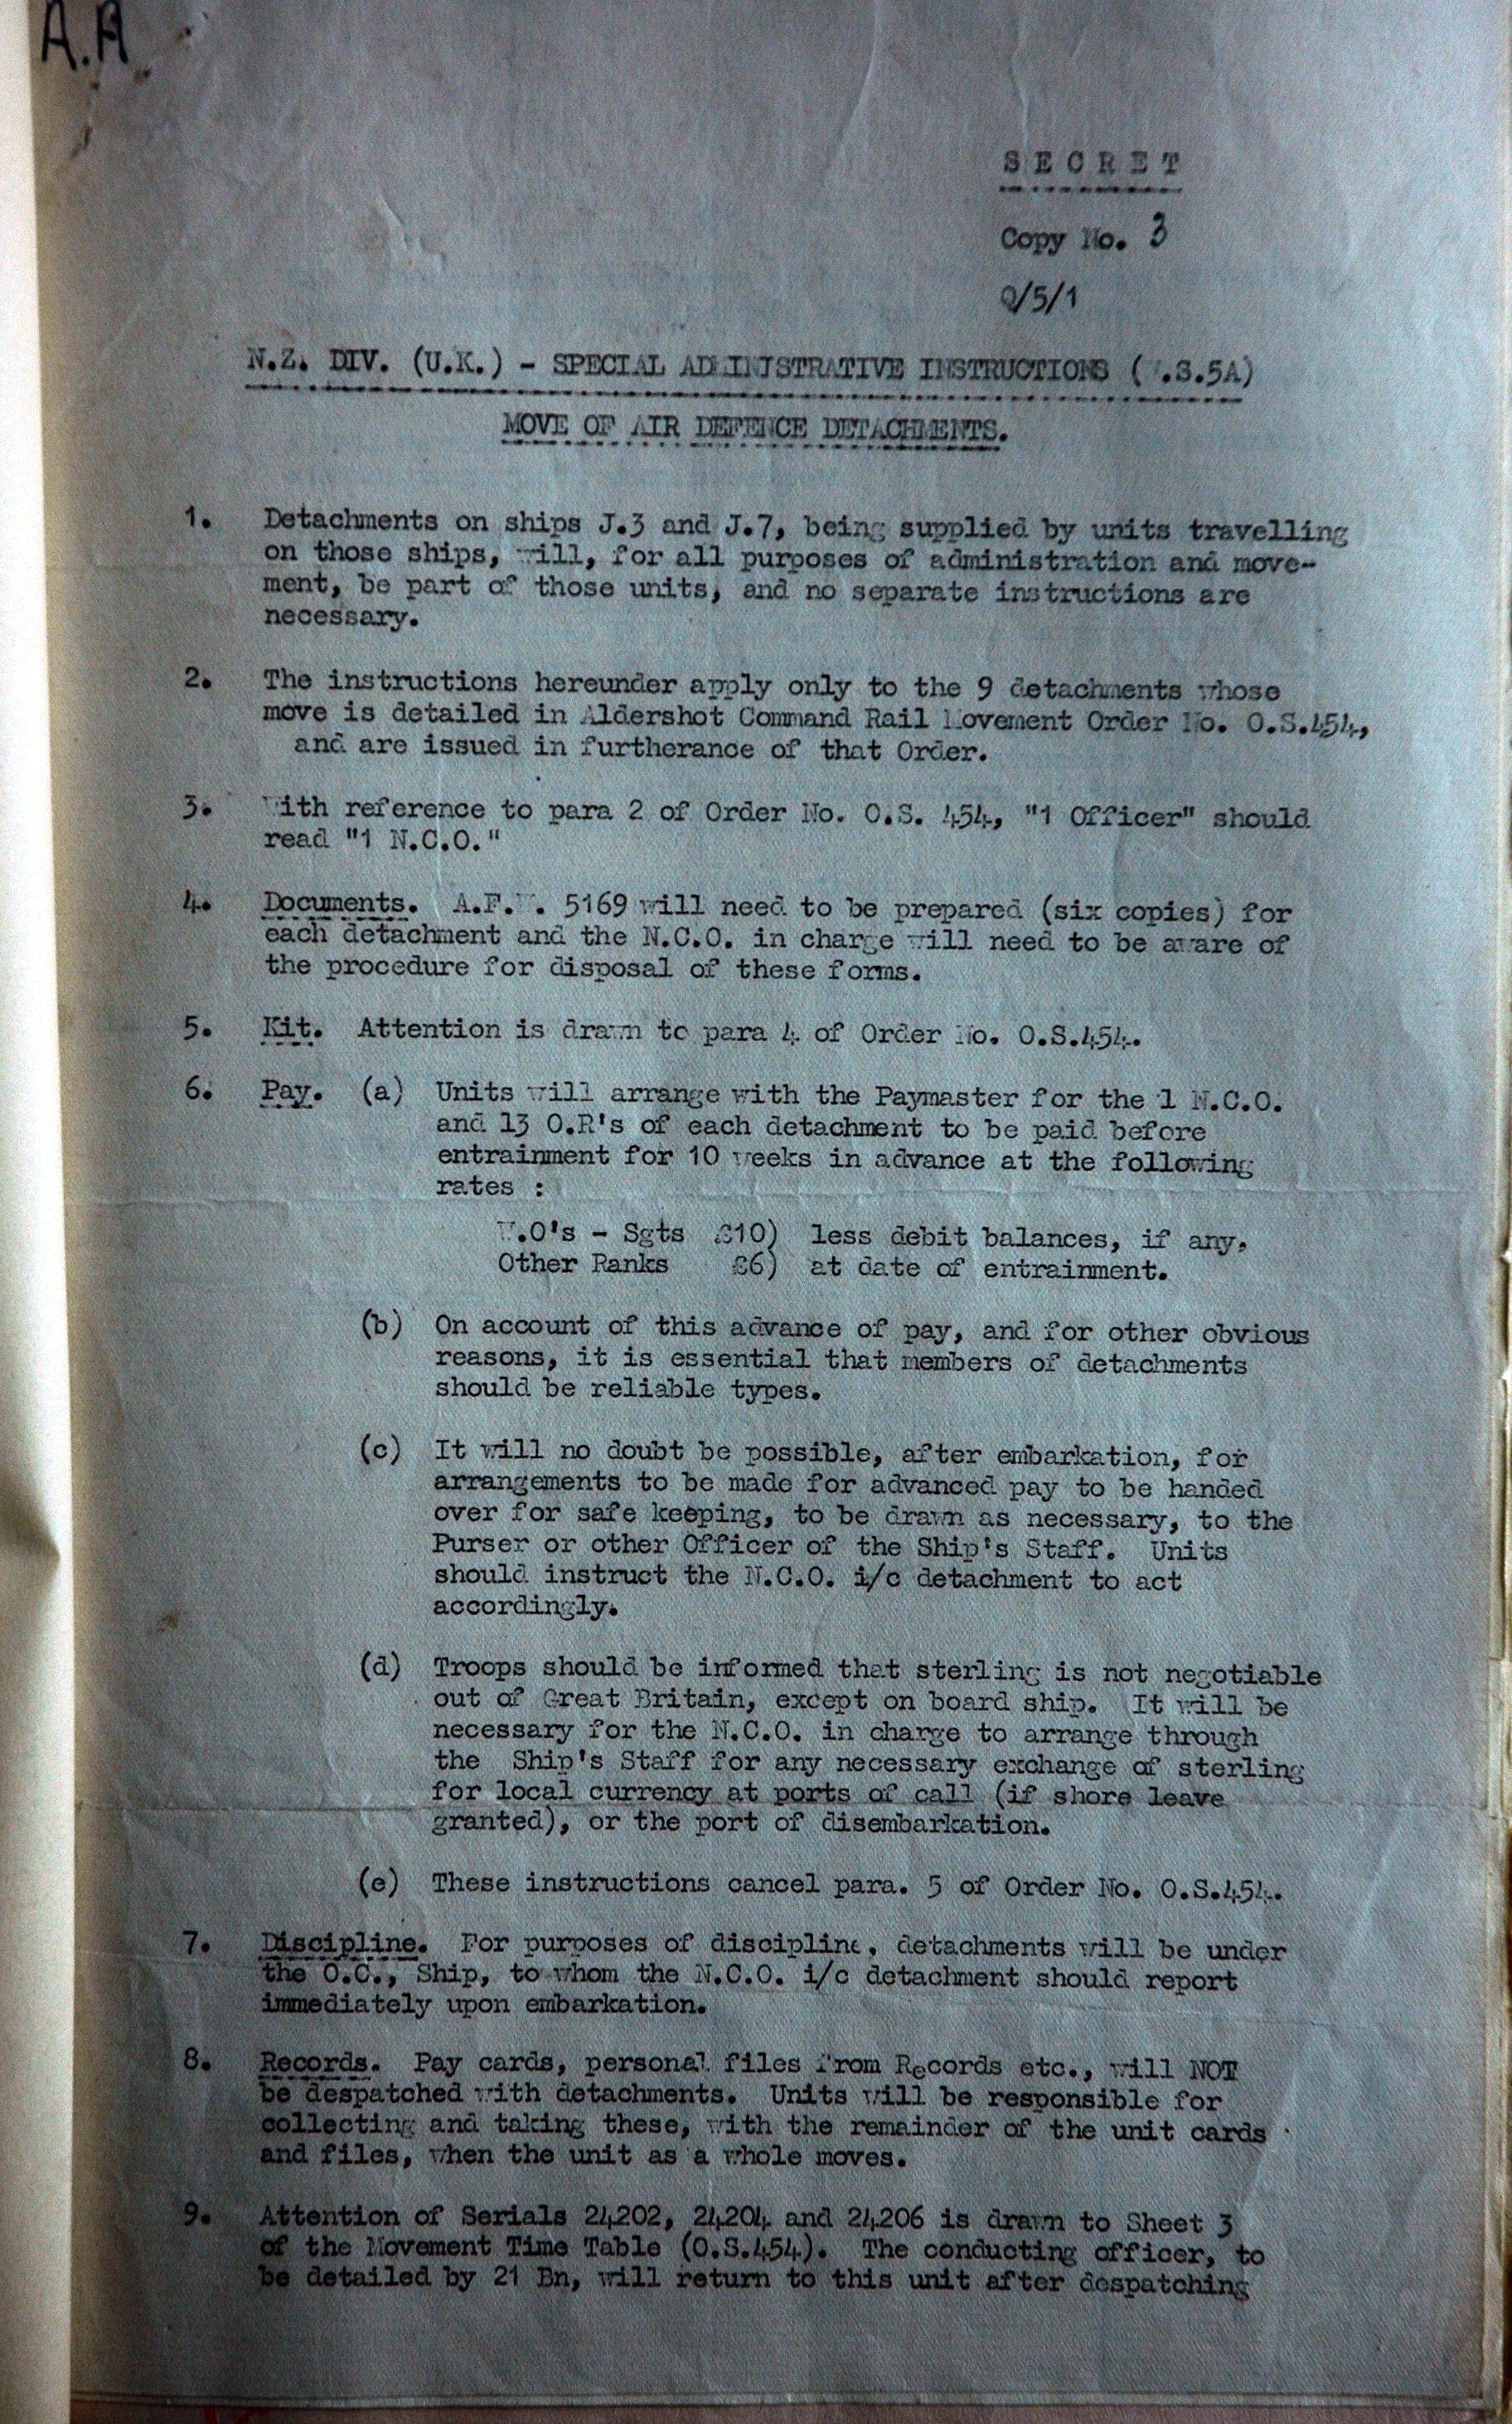 A.A
SECRET
Copy No. 3
Q/5/1
N.Z. DIV. (U.K.) - SPECIAL ADMINISTRATIVE INSTRUCTIONS ( .S.5A)
MOVE OF AIR DEFENCE DETACHMENTS.
1. Detachments on ships J.3 and J.7, being supplied by units travelling
on those ships, will, for all purposes of administration and move-
ment, be part of those units, and no separate instructions are
necessary.
2. The instructions hereunder apply only to the 9 detachments whose
move is detailed in Aldershot Command Rail Movement Order No. O.S.454,
and are issued in furtherance of that Order.
3. With reference to para 2 of Order No. O.S. 454, "1 Officer" should
read "1 N.C.O."
4. Documents. A.F. . 5169 will need to be prepared (six copies) for
each detachment and the N.C.O. in charge will need to be aware of
the procedure for disposal of these forms.
5. Kit. Attention is drawn to para 4 of Order No. O.S.454.
6. Pay. (a) Units will arrange with the Paymaster for the 1 N.C.O.
and 13 O.R's of each detachment to be paid before
entrainment for 10 weeks in advance at the following
rates :
W.O's - Sgts £10) less debit balances, if any,
Other Ranks £6) at date of entrainment.
(b) On account of this advance of pay, and for other obvious
reasons, it is essential that members of detachments
should be reliable types.
(c) It will no doubt be possible, after embarkation, for
arrangements to be made for advanced pay to be handed
over for safe keeping, to be drawn as necessary, to the
Purser or other Officer of the Ship's Staff. Units
should instruct the N.C.O. i/c detachment to act
accordingly.
(d) Troops should be informed that sterling is not negotiable
out of Great Britain, except on board ship. It will be
necessary for the N.C.O. in charge to arrange through
the Ship's Staff for any necessary exchange of sterling
for local currency at ports of call (if shore leave
granted), or the port of disembarkation.
(e) These instructions cancel para. 5 of Order No. O.S.454.
7. Discipline. For purposes of discipline, detachments will be under
the O.C., Ship, to whom the N.C.O. i/c detachment should report
immediately upon embarkation.
8. Records. Pay cards, personal files from Records etc., will NOT
be despatched with detachments. Units will be responsible for
collecting and taking these, with the remainder of the unit cards
and files, when the unit as a whole moves.
9. Attention of Serials 24202, 24204 and 24206 is drawn to Sheet 3
of the Movement Time Table (O.S.454). The conducting officer, to
be detailed by 21 Bn, will return to this unit after despatching